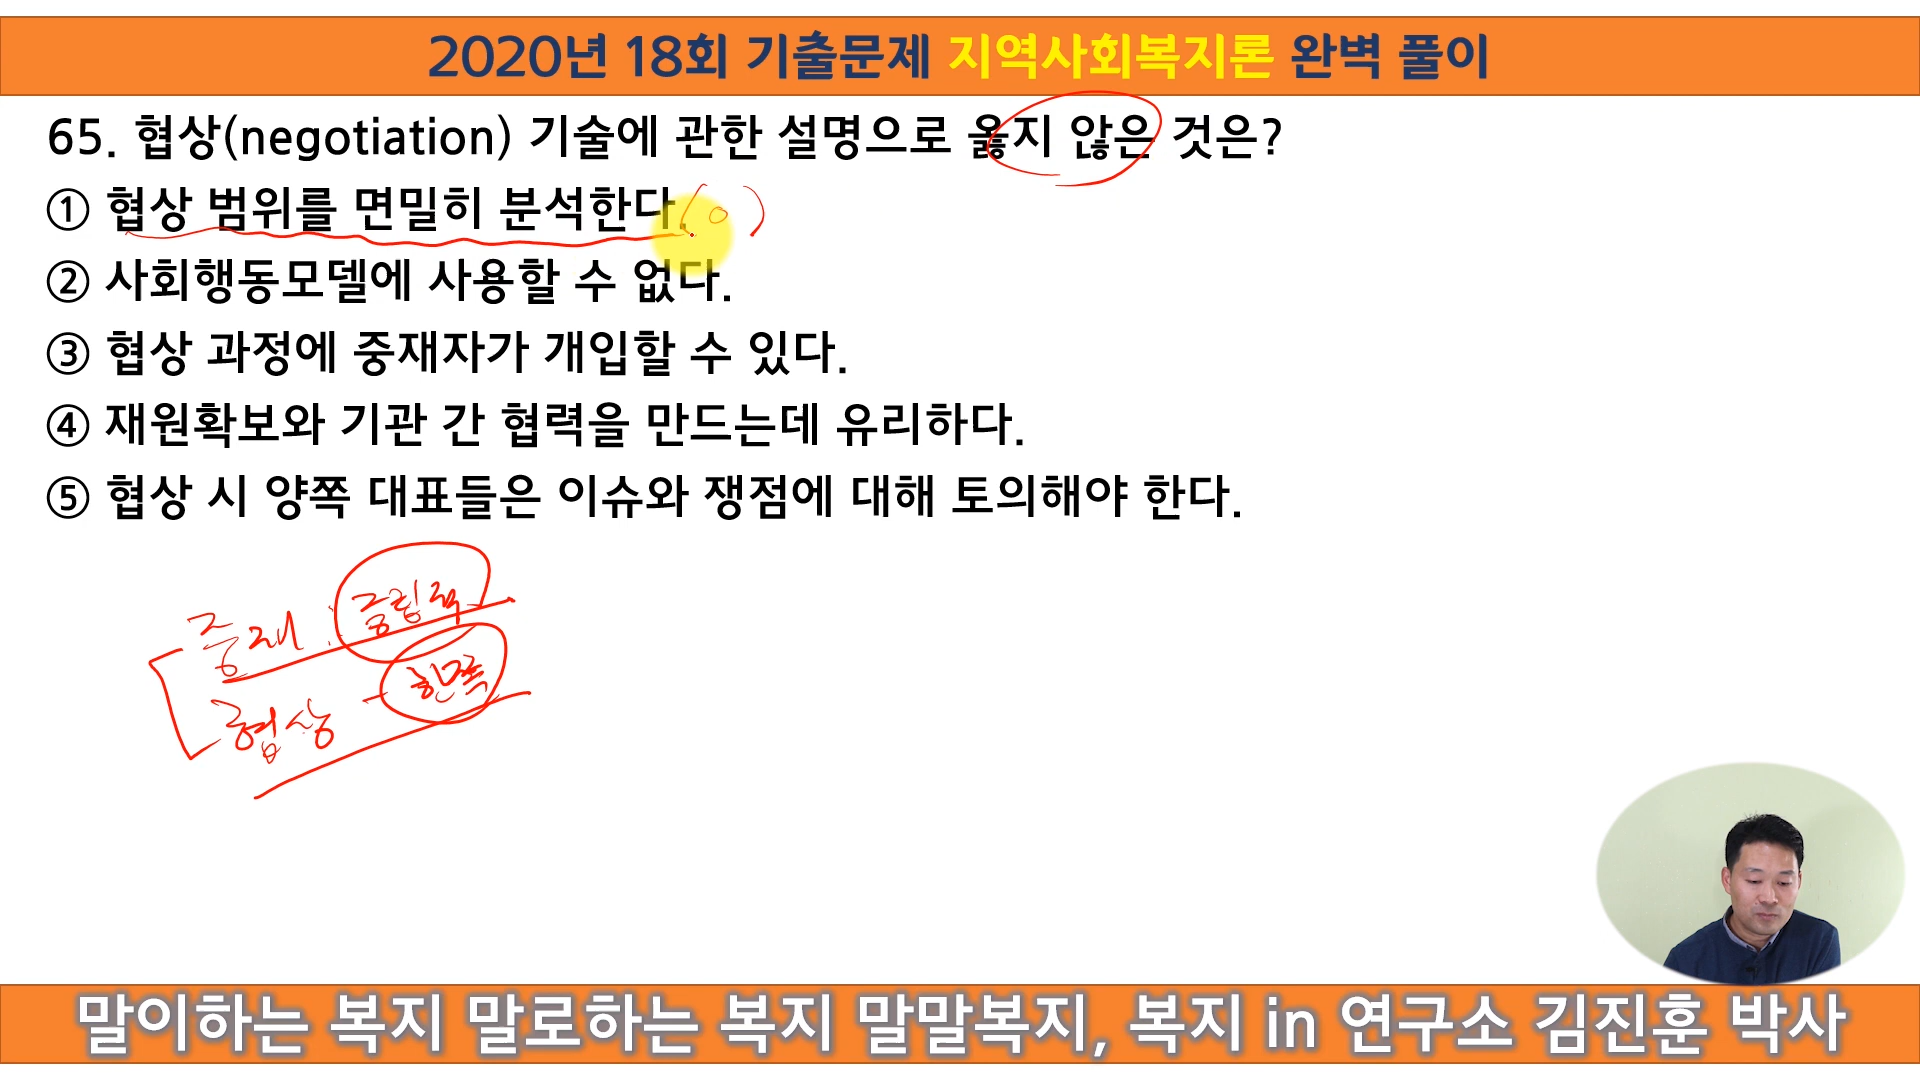 2020년 18회 기출문제 지역사회복지론 완벽 풀이
65. 협상(negotiation) 기술에 관한 설명으로 옳지 않은 것은?
① 협상 범위를 면밀히 분석한다.(○)
② 사회행동모델에 사용할 수 없다.
③ 협상 과정에 중재자가 개입할 수 있다.
④ 재원확보와 기관 간 협력을 만드는데 유리하다.
⑤ 협상 시 양쪽 대표들은 이슈와 쟁점에 대해 토의해야 한다.
중재 : 중립적
협상 - 한쪽
말이하는 복지 말로하는 복지 말말복지, 복지 in 연구소 김진훈 박사